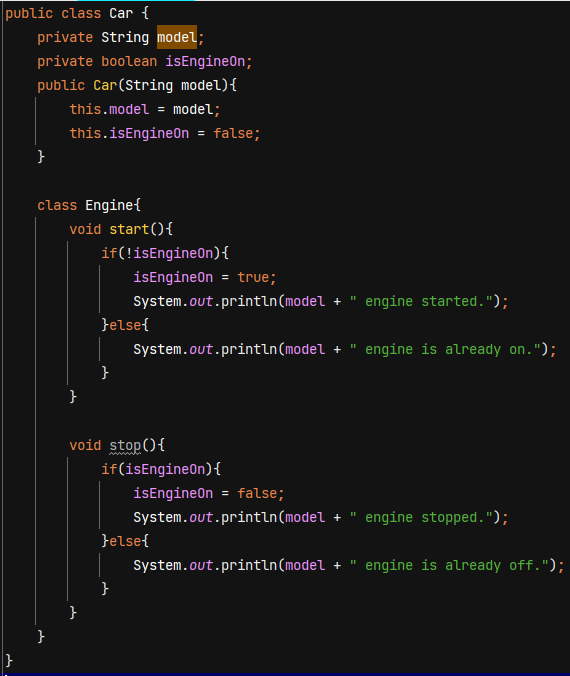 public class Car {
    private String model;
    private boolean isEngineOn;
    public Car(String model){
        this.model = model;
        this.isEngineOn = false;
    }

    class Engine{
        void start(){
            if(!isEngineOn){
                isEngineOn = true;
                System.out.println(model + " engine started.");
            }else{
                System.out.println(model + " engine is already on.");
            }
        }

        void stop(){
            if(isEngineOn){
                isEngineOn = false;
                System.out.println(model + " engine stopped.");
            }else{
                System.out.println(model + " engine is already off.");
            }
        }
    }
}